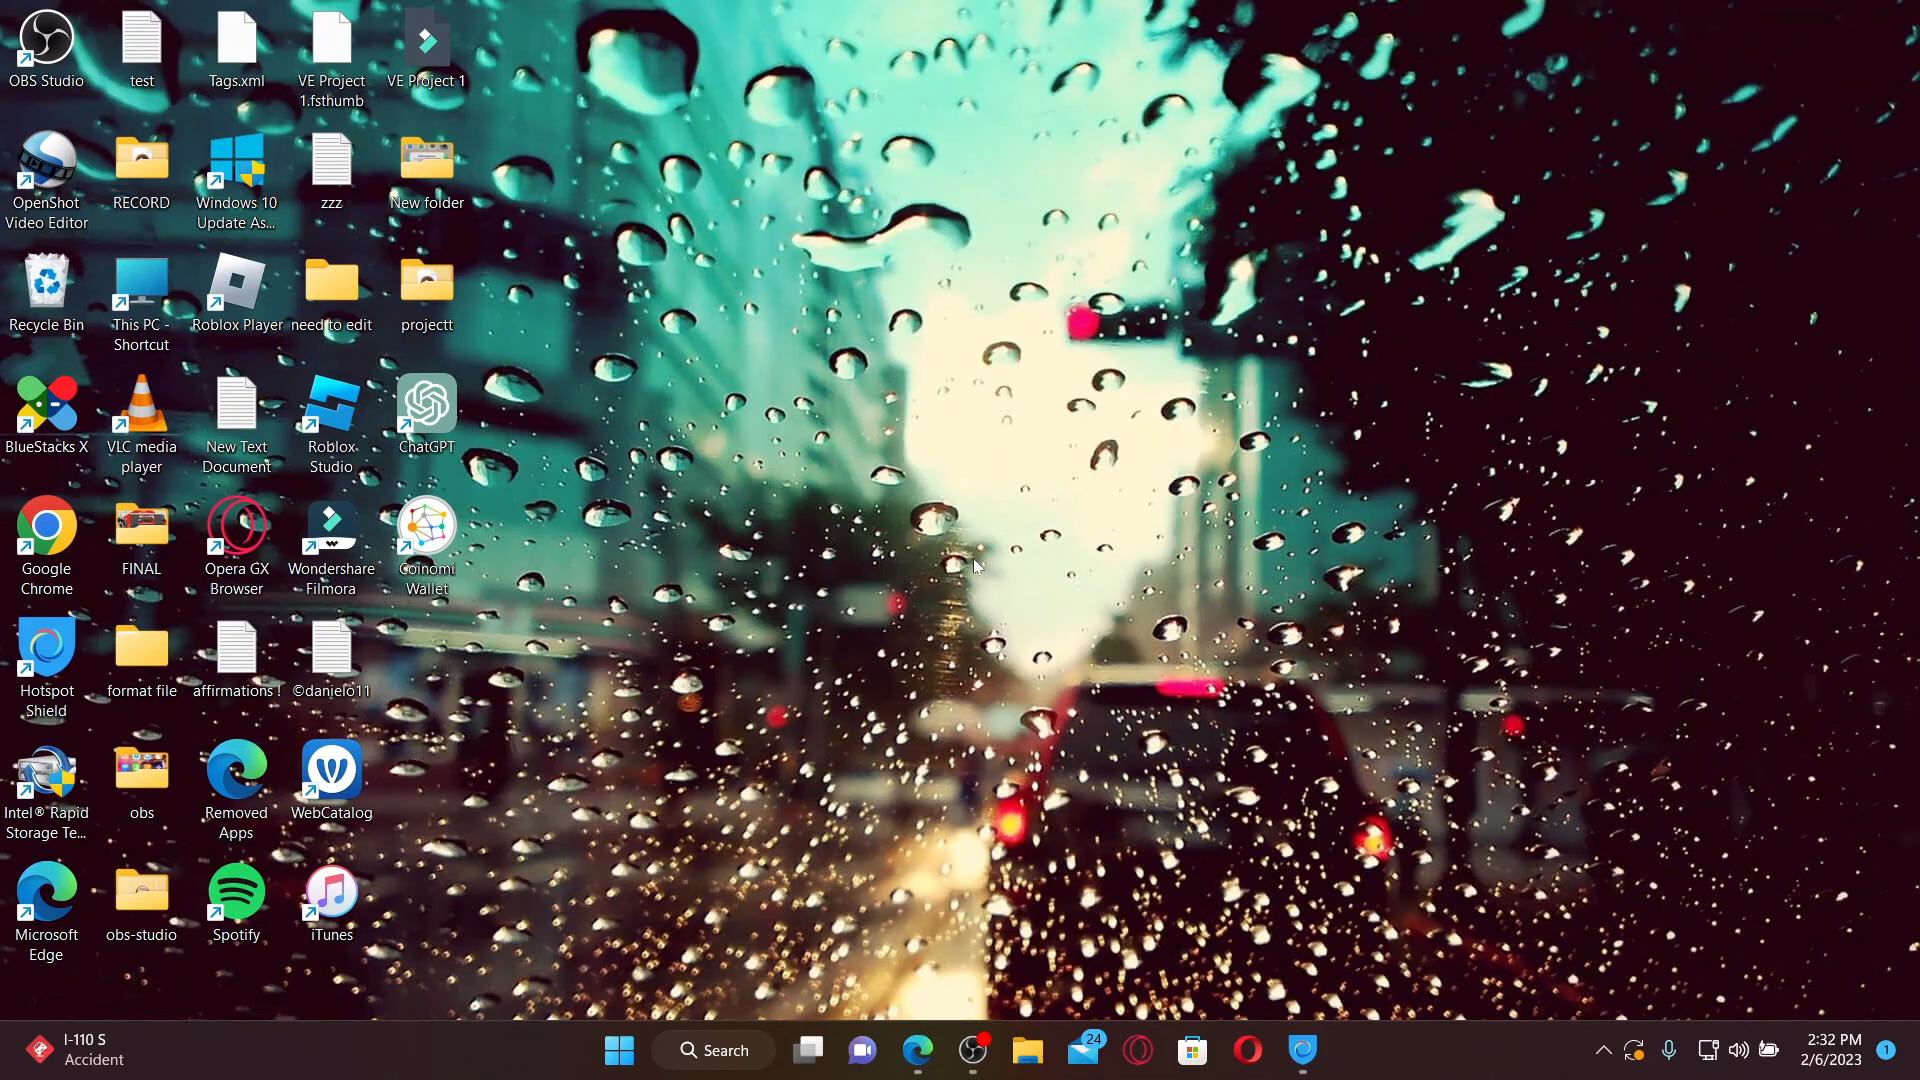 OBS Studio
test
Tags.xml
VE Project
1.fsthumb
VE Project 1
OpenShot
Video Editor
RECORD
Windows 10
Update As...
zzz
New folder
Recycle Bin
This PC -
Shortcut
Roblox Player
need to edit
projectt
BlueStacks X
VLC media
player
New Text
Document
Roblox
Studio
ChatGPT
Google
Chrome
FINAL
Opera GX
Browser
Wondershare
Filmora
Coinomi
Wallet
Hotspot
Shield
format file
affirmations !
©danielo11
Intel® Rapid
Storage Te...
obs
Removed
Apps
WebCatalog
Microsoft
Edge
obs-studio
Spotify
iTunes
I-110 S
Accident
Search
24
2:32 PM
2/6/2023
1